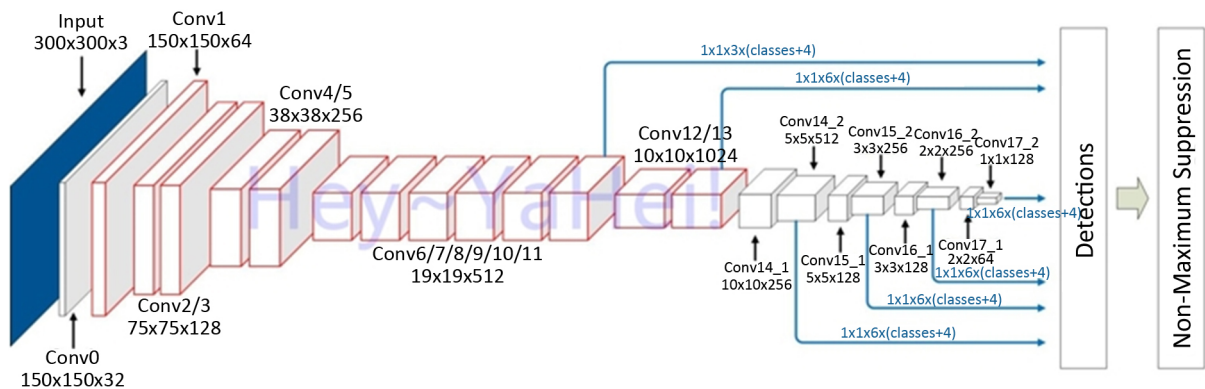 Input
300x300x3
Conv1
150x150x64
Conv4/5
38x38x256
1x1x3x(classes+4)
1x1x6x(classes+4)
Conv12/13
10x10x1024
Conv14_2
5x5x512
Conv15_2
3x3x256
Conv16_2
2x2x256
Conv17_2
1x1x128
Hey~YaHei!
1x1x6x(classes+4)
Conv6/7/8/9/10/11
19x19x512
Conv14_1
10x10x256
Conv15_1
5x5x128
Conv16_1
3x3x128
Conv17_1
2x2x64
1x1x6x(classes+4)
1x1x6x(classes+4)
1x1x6x(classes+4)
Conv2/3
75x75x128
Conv0
150x150x32
Detections
Non-Maximum Suppression